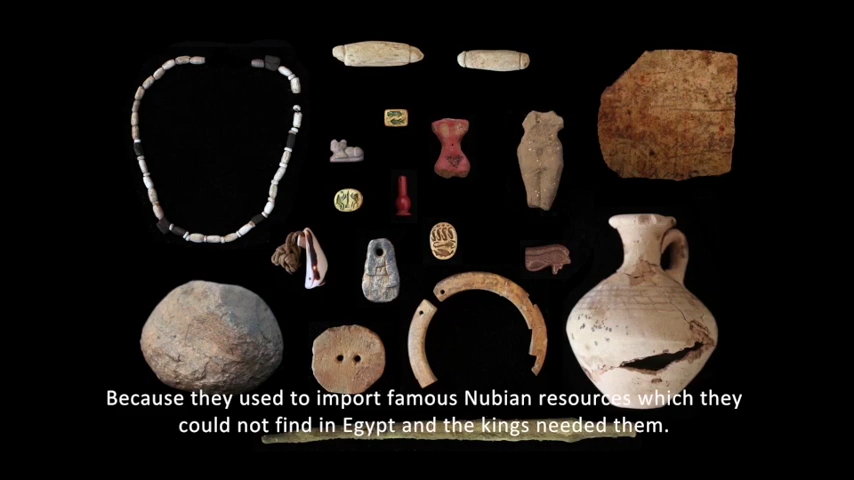 Because they used to import famous Nubian resources which they
could not find in Egypt and the kings needed them.